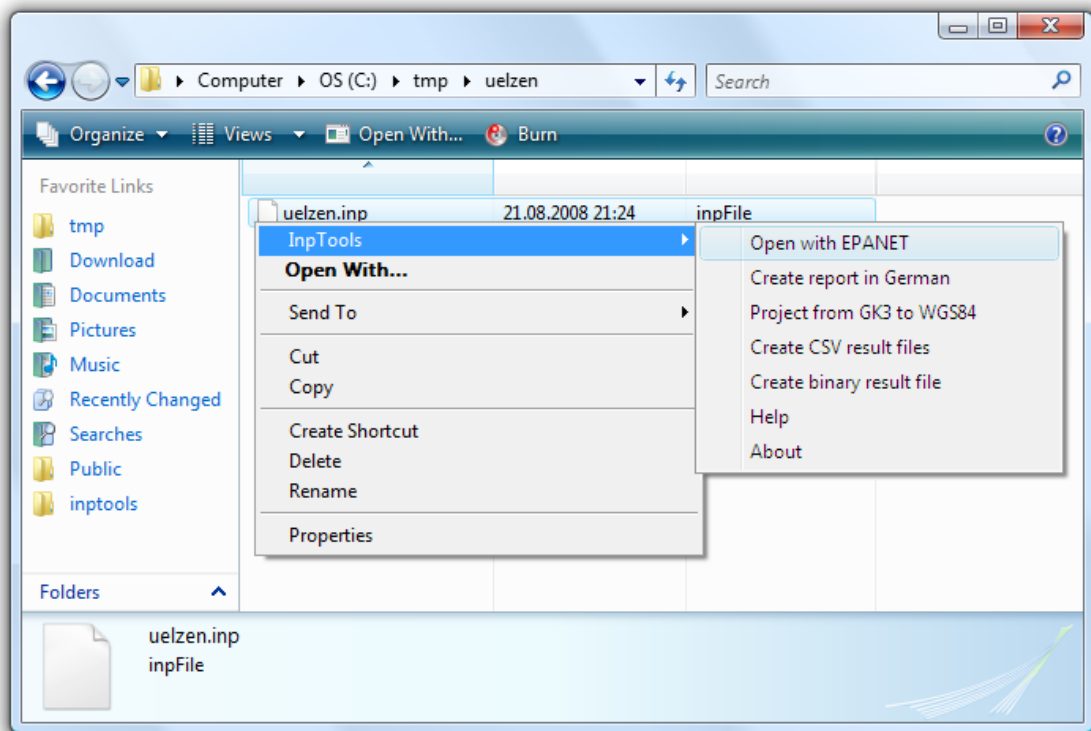 Computer ▸ OS (C:) ▸ tmp ▸ uelzen
Search
Organize
Views
Open With...
Burn
Favorite Links
tmp
Download
Documents
Pictures
Music
Recently Changed
Searches
Public
inptools
Folders
uelzen.inp 21.08.2008 21:24 inpFile
InpTools
Open With...
Send To
Cut
Copy
Create Shortcut
Delete
Rename
Properties
Open with EPANET
Create report in German
Project from GK3 to WGS84
Create CSV result files
Create binary result file
Help
About
uelzen.inp
inpFile